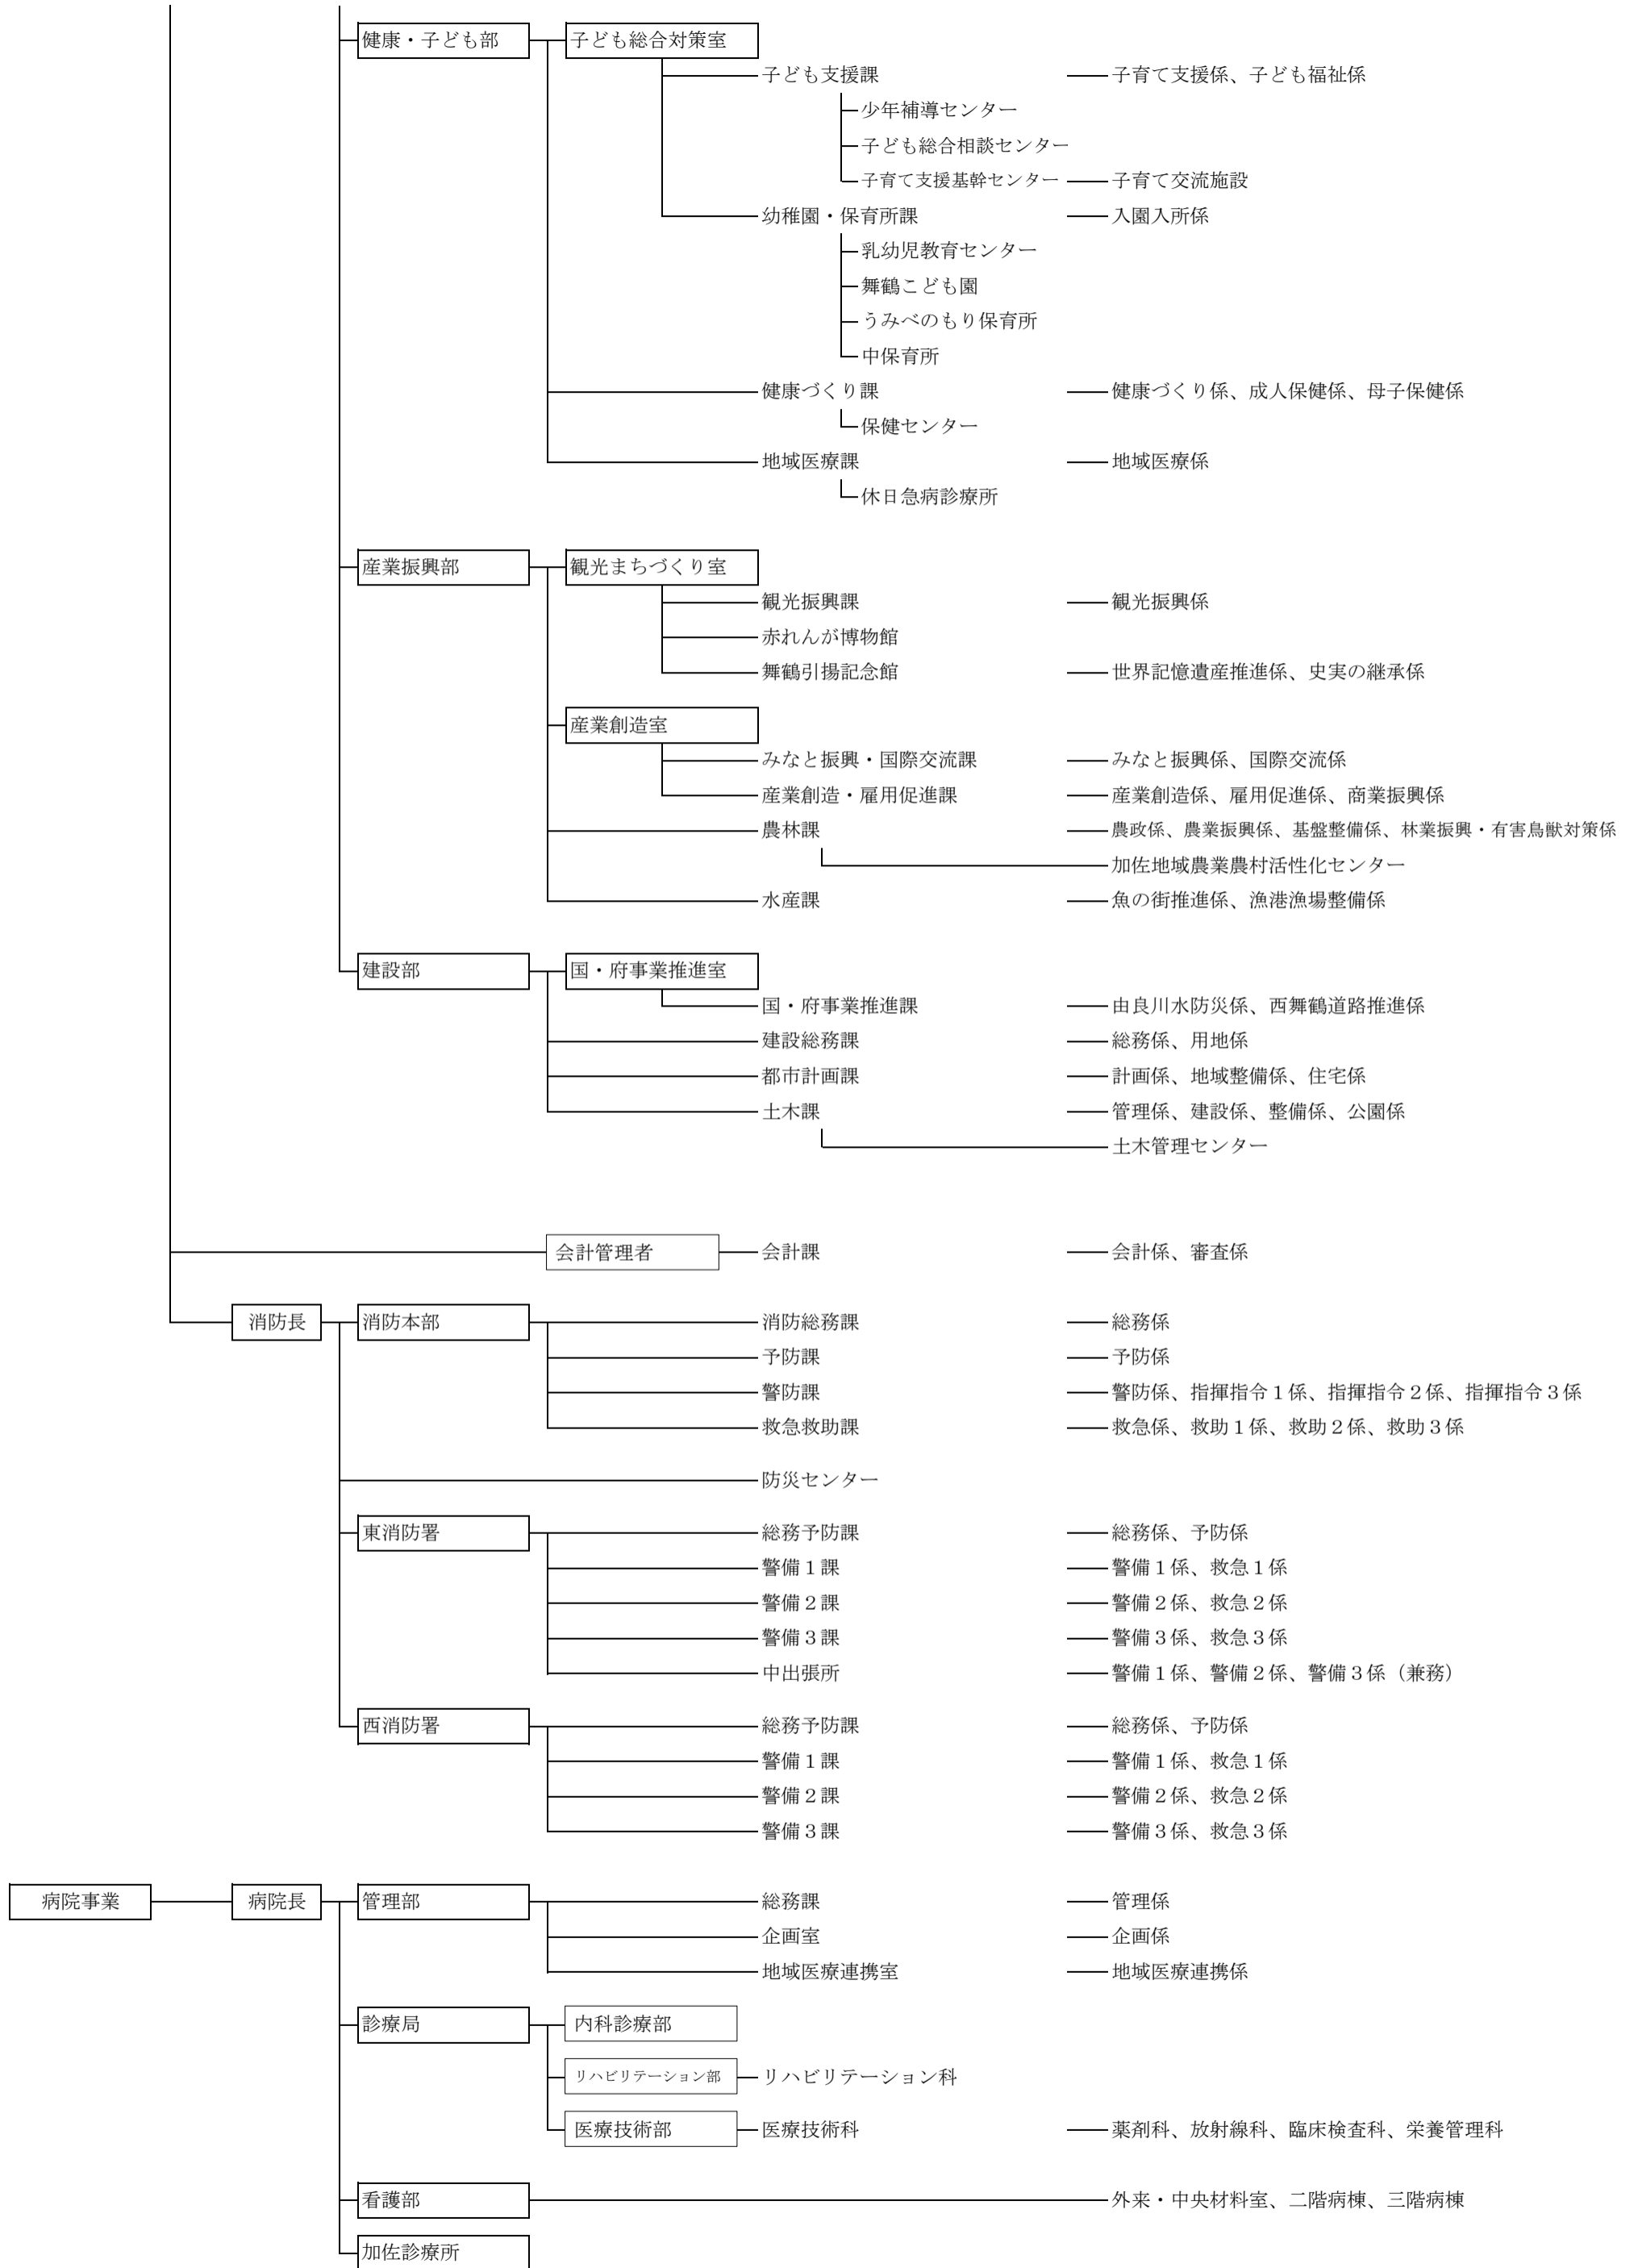 健康・子ども部 子ども総合対策室
子ども支援課 子育て支援係、子ども福祉係
少年補導センター
子ども総合相談センター
子育て支援基幹センター 子育て交流施設
幼稚園・保育所課 入園入所係
乳幼児教育センター
舞鶴こども園
うみべのもり保育所
中保育所
健康づくり課 健康づくり係、成人保健係、母子保健係
保健センター
地域医療課 地域医療係
休日急病診療所
産業振興部 観光まちづくり室
観光振興課 観光振興係
赤れんが博物館
舞鶴引揚記念館 世界記憶遺産推進係、史実の継承係
産業創造室
みなと振興・国際交流課 みなと振興係、国際交流係
産業創造・雇用促進課 産業創造係、雇用促進係、商業振興係
農林課 農政係、農業振興係、基盤整備係、林業振興・有害鳥獣対策係
加佐地域農業農村活性化センター
水産課 魚の街推進係、漁港漁場整備係
建設部 国・府事業推進室
国・府事業推進課 由良川水防災係、西舞鶴道路推進係
建設総務課 総務係、用地係
都市計画課 計画係、地域整備係、住宅係
土木課 管理係、建設係、整備係、公園係
土木管理センター
会計管理者 会計課 会計係、審査係
消防長 消防本部 消防総務課 総務係
予防課 予防係
警防課 警防係、指揮指令１係、指揮指令２係、指揮指令３係
救急救助課 救急係、救助１係、救助２係、救助３係
防災センター
東消防署 総務予防課 総務係、予防係
警備１課 警備１係、救急１係
警備２課 警備２係、救急２係
警備３課 警備３係、救急３係
中出張所 警備１係、警備２係、警備３係（兼務）
西消防署 総務予防課 総務係、予防係
警備１課 警備１係、救急１係
警備２課 警備２係、救急２係
警備３課 警備３係、救急３係
病院事業 病院長 管理部 総務課 管理係
企画室 企画係
地域医療連携室 地域医療連携係
診療局 内科診療部
リハビリテーション部 リハビリテーション科
医療技術部 医療技術科 薬剤科、放射線科、臨床検査科、栄養管理科
看護部 外来・中央材料室、二階病棟、三階病棟
加佐診療所